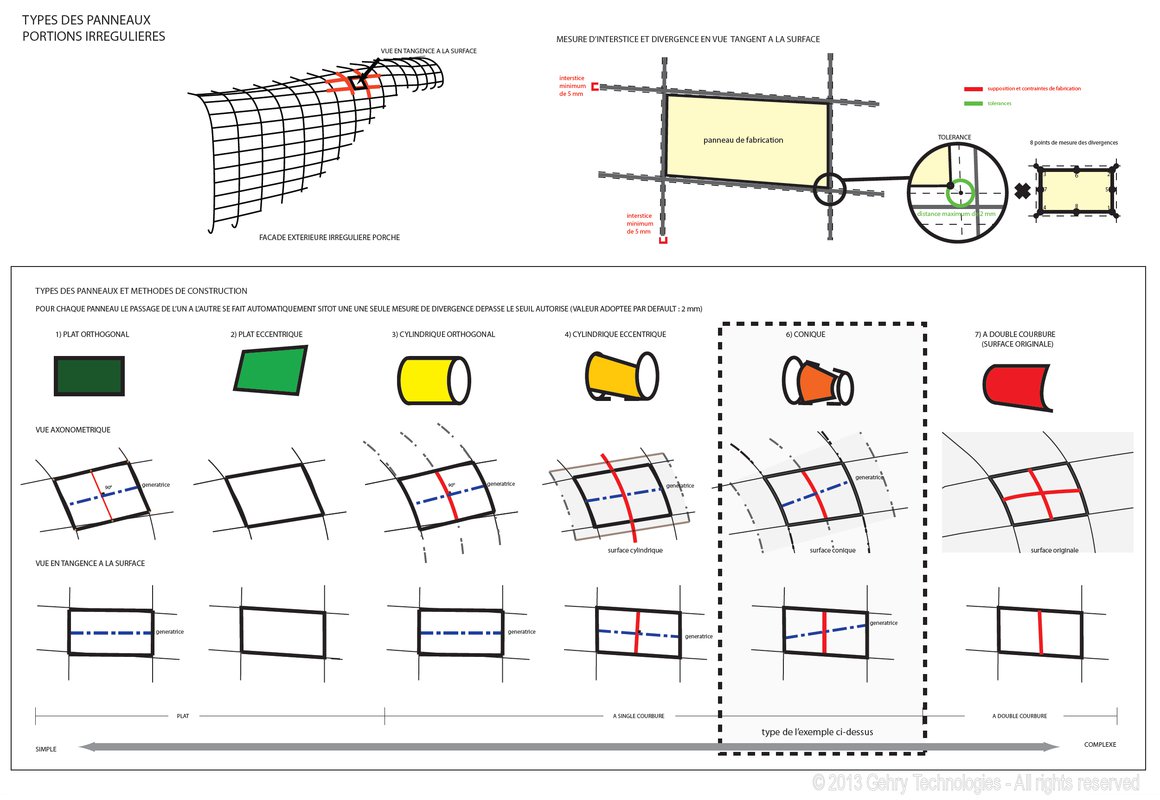 TYPES DES PANNEAUX
PORTIONS IRREGULIERES
VUE EN TANGENCE A LA SURFACE
FACADE EXTERIEURE IRREGULIERE PORCHE
MESURE D'INTERSTICE ET DIVERGENCE EN VUE TANGENT A LA SURFACE
interstice
minimum
de 5 mm
panneau de fabrication
interstice
minimum
de 5 mm
supposition et contraintes de fabrication
tolerances
TOLERANCE
distance maximum de 2 mm
8 points de mesure des divergences
TYPES DES PANNEAUX ET METHODES DE CONSTRUCTION
POUR CHAQUE PANNEAU LE PASSAGE DE L'UN A L'AUTRE SE FAIT AUTOMATIQUEMENT SITOT UNE UNE SEULE MESURE DE DIVERGENCE DEPASSE LE SEUIL AUTORISE (VALEUR ADOPTEE PAR DEFAULT : 2 mm)
1) PLAT ORTHOGONAL
2) PLAT ECCENTRIQUE
3) CYLINDRIQUE ORTHOGONAL
4) CYLINDRIQUE ECCENTRIQUE
6) CONIQUE
7) A DOUBLE COURBURE
(SURFACE ORIGINALE)
VUE AXONOMETRIQUE
90°
generatrice
90°
generatrice
generatrice
surface cylindrique
generatrice
surface conique
surface originale
VUE EN TANGENCE A LA SURFACE
generatrice
generatrice
generatrice
generatrice
PLAT
A SINGLE COURBURE
A DOUBLE COURBURE
type de l'exemple ci-dessus
SIMPLE
COMPLEXE
© 2013 Gehry Technologies - All rights reserved